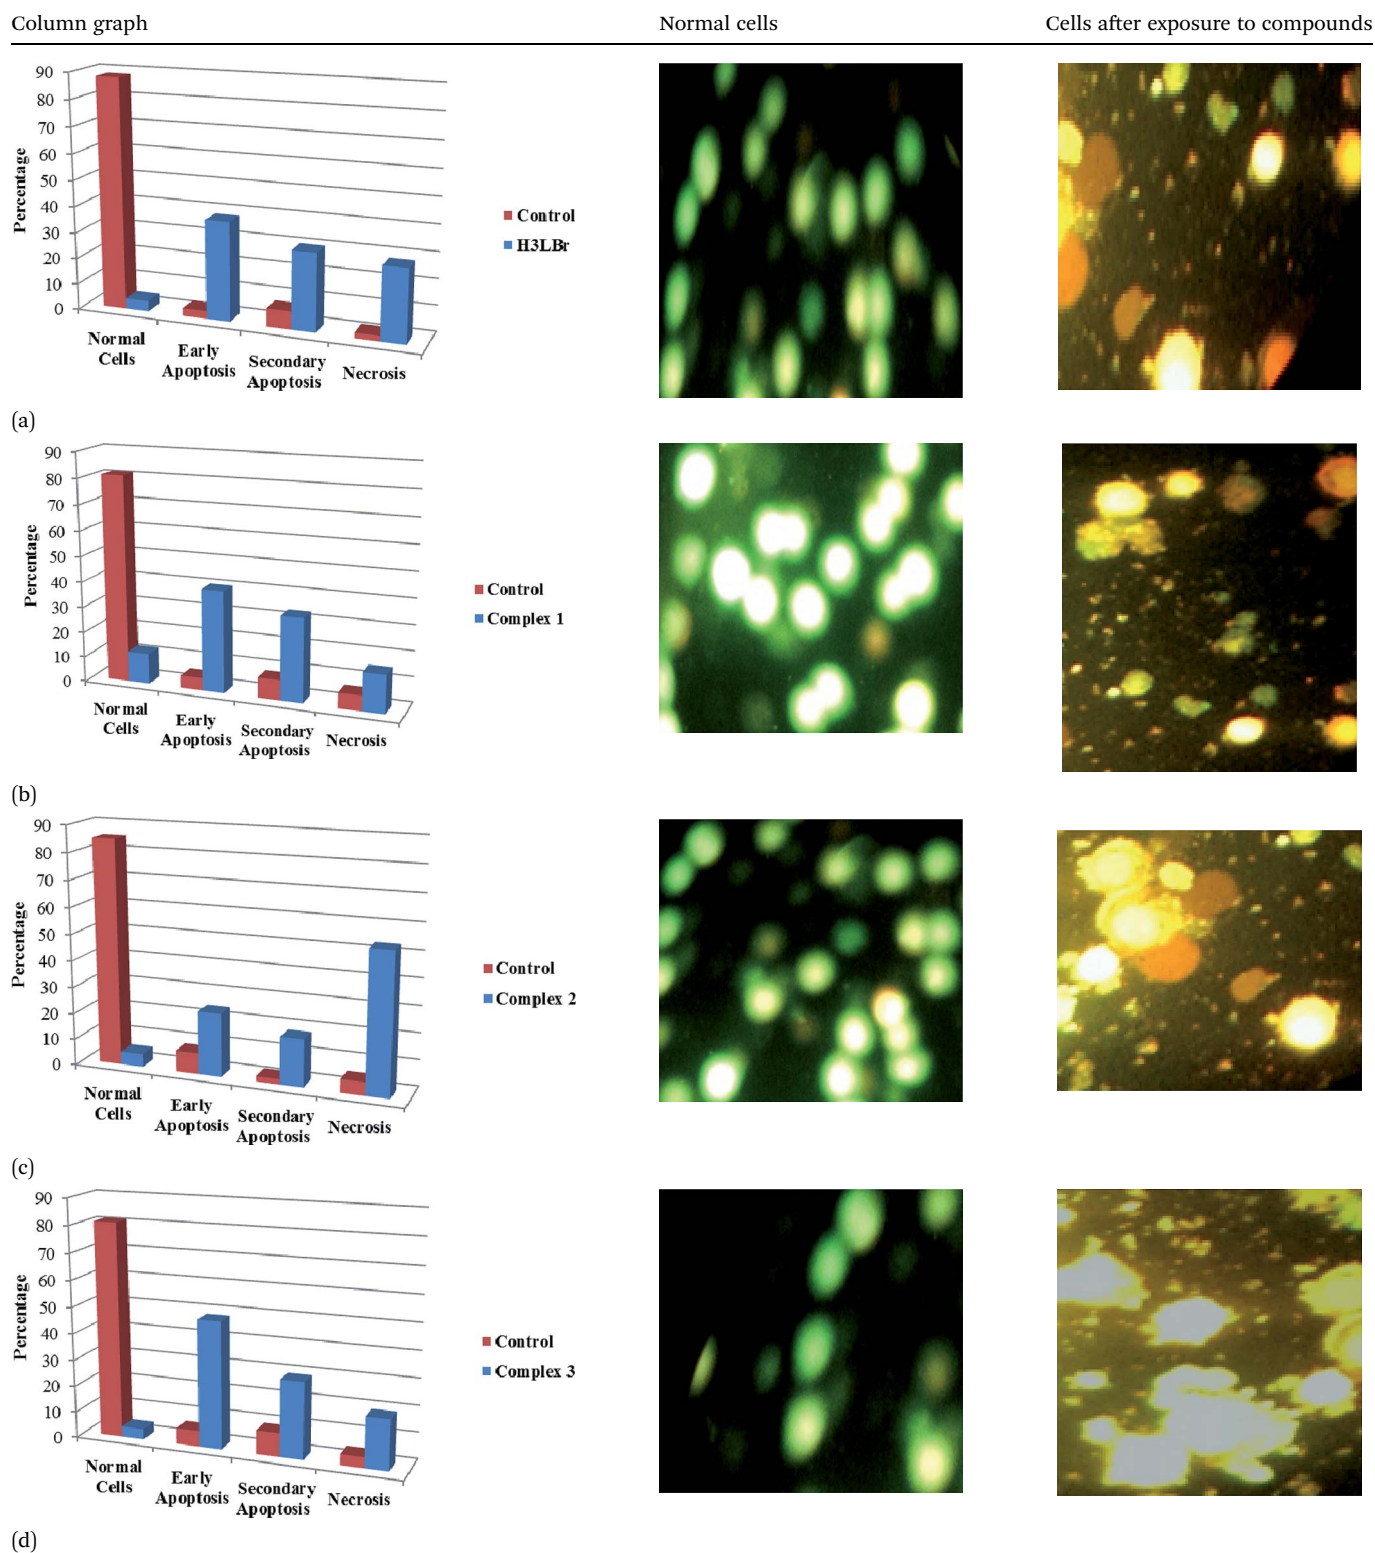 Column graph Normal cells Cells after exposure to compounds
90
80
70
60
50
40
30
20
10
0
Percentage
Normal Cells
Early Apoptosis
Secondary Apoptosis
Necrosis
Control
H3LBr
(a)
90
80
70
60
50
40
30
20
10
0
Percentage
Normal Cells
Early Apoptosis
Secondary Apoptosis
Necrosis
Control
Complex 1
(b)
90
80
70
60
50
40
30
20
10
0
Percentage
Normal Cells
Early Apoptosis
Secondary Apoptosis
Necrosis
Control
Complex 2
(c)
90
80
70
60
50
40
30
20
10
0
Percentage
Normal Cells
Early Apoptosis
Secondary Apoptosis
Necrosis
Control
Complex 3
(d)